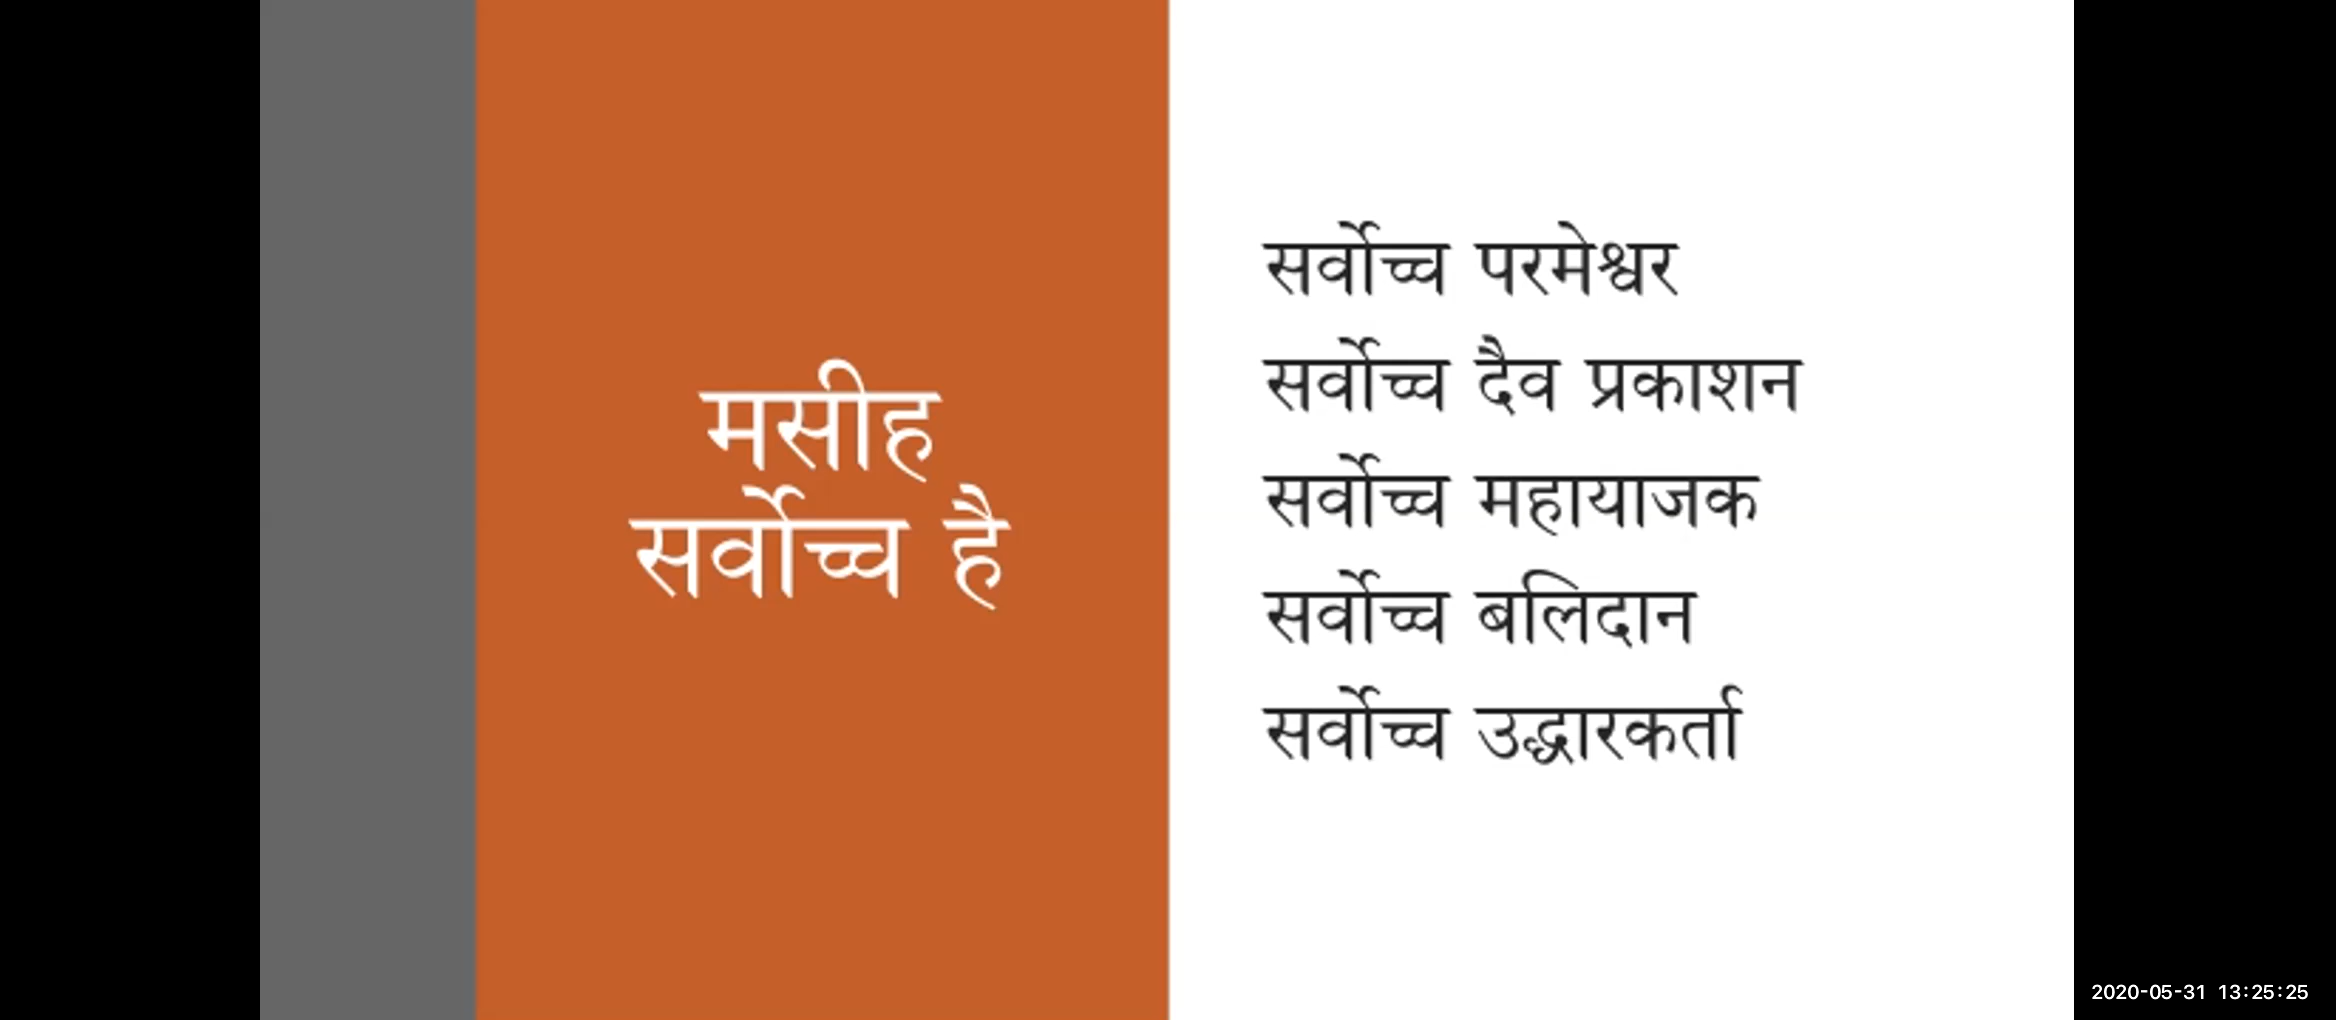 मसीह
सर्वोच्च है
सर्वोच्च परमेश्वर
सर्वोच्च दैव प्रकाशन
सर्वोच्च महायाजक
सर्वोच्च बलिदान
सर्वोच्च उद्धारकर्ता
2020-05-31 13:25:25